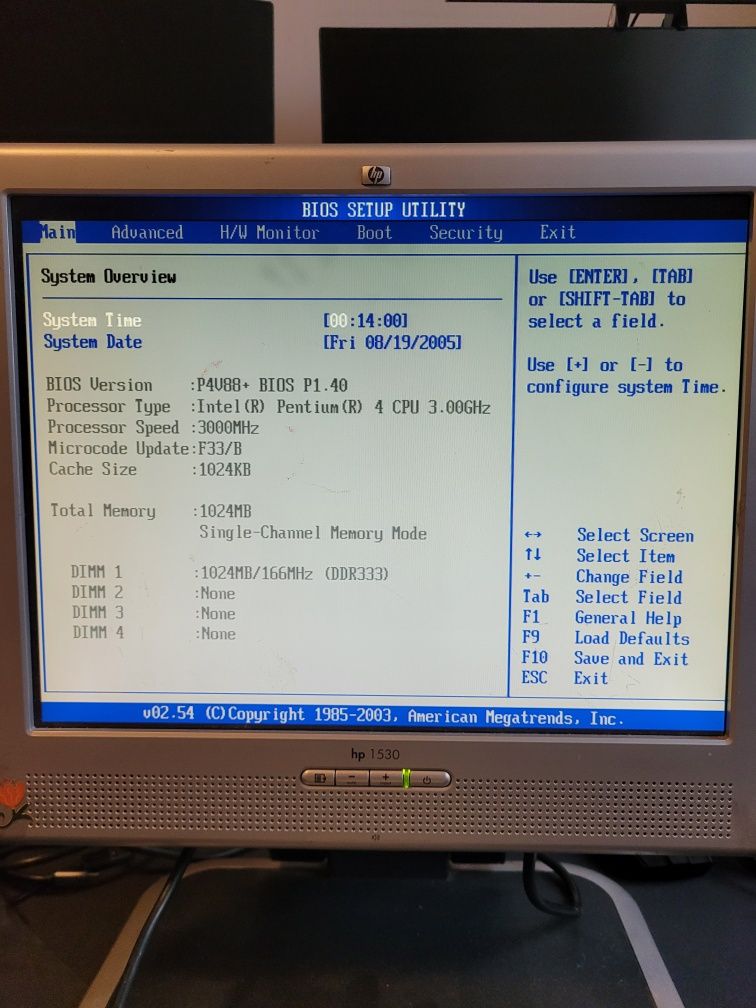 hp
BIOS SETUP UTILITY
Main Advanced H/W Monitor Boot Security Exit
System Overview
System Time [00:14:00]
System Date [Fri 08/19/2005]
BIOS Version :P4V88+ BIOS P1.40
Processor Type :Intel(R) Pentium(R) 4 CPU 3.00GHz
Processor Speed :3000MHz
Microcode Update:F33/B
Cache Size :1024KB
Total Memory :1024MB
Single-Channel Memory Mode
DIMM 1 :1024MB/166MHz (DDR333)
DIMM 2 :None
DIMM 3 :None
DIMM 4 :None
Use [ENTER], [TAB]
or [SHIFT-TAB] to
select a field.
Use [+] or [-] to
configure system Time.
↔ Select Screen
↑↓ Select Item
+- Change Field
Tab Select Field
F1 General Help
F9 Load Defaults
F10 Save and Exit
ESC Exit
v02.54 (C)Copyright 1985-2003, American Megatrends, Inc.
hp 1530
- +